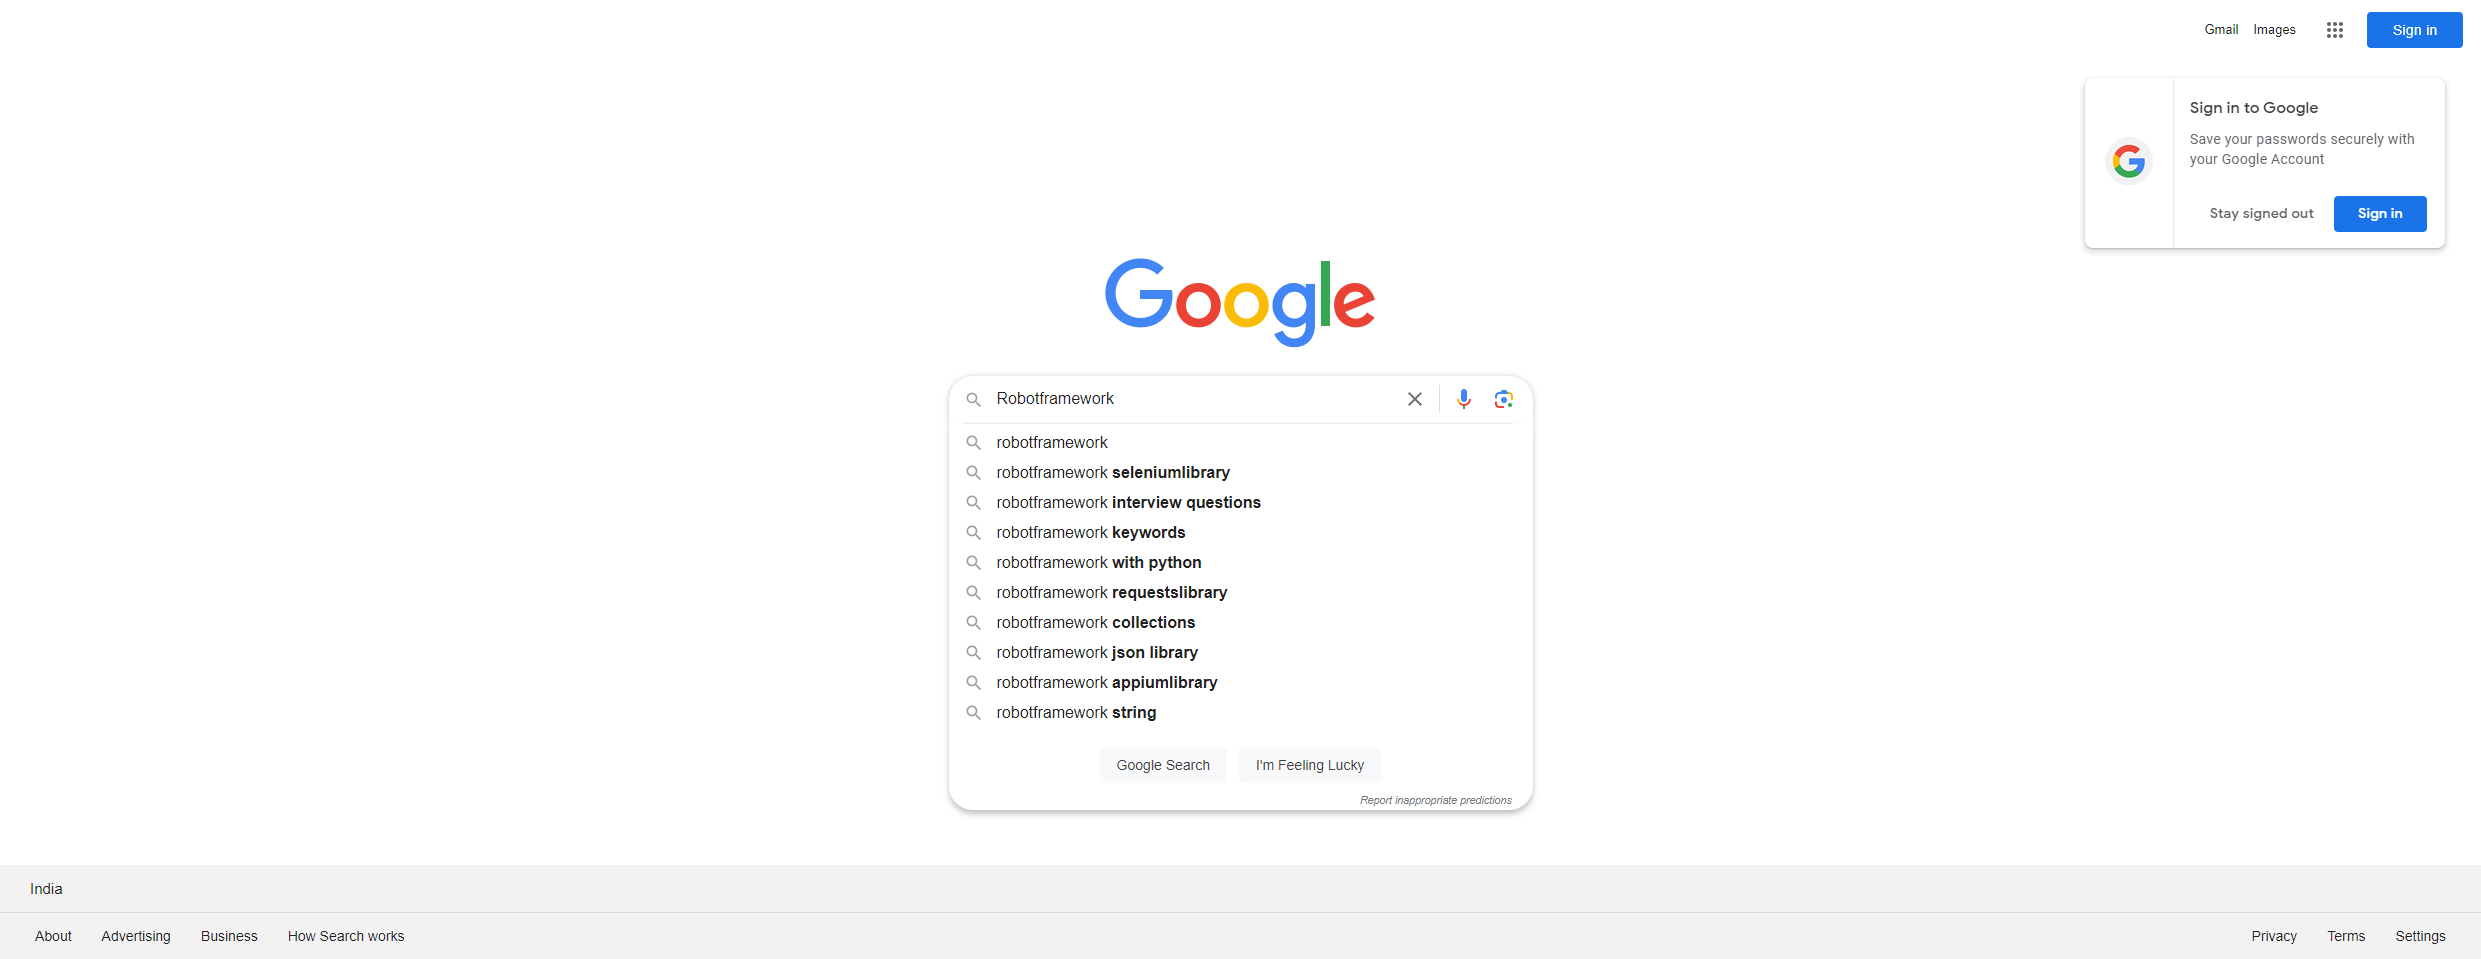 Gmail Images Sign in
Sign in to Google
Save your passwords securely with
your Google Account
Stay signed out Sign in
Google
Robotframework
robotframework
robotframework seleniumlibrary
robotframework interview questions
robotframework keywords
robotframework with python
robotframework requestslibrary
robotframework collections
robotframework json library
robotframework appiumlibrary
robotframework string
Google Search I'm Feeling Lucky
Report inappropriate predictions
India
About Advertising Business How Search works Privacy Terms Settings